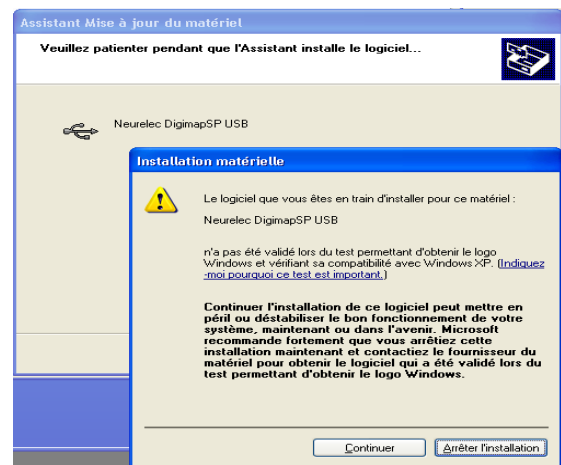 Assistant Mise à jour du matériel
Veuillez patienter pendant que l'Assistant installe le logiciel...
Neurelec DigimapSP USB
Installation matérielle
Le logiciel que vous êtes en train d'installer pour ce matériel :
Neurelec DigimapSP USB
n'a pas été validé lors du test permettant d'obtenir le logo
Windows et vérifiant sa compatibilité avec Windows XP. (Indiquez
-moi pourquoi ce test est important.)
Continuer l'installation de ce logiciel peut mettre en
péril ou déstabiliser le bon fonctionnement de votre
système, maintenant ou dans l'avenir. Microsoft
recommande fortement que vous arrêtiez cette
installation maintenant et contactiez le fournisseur du
matériel pour obtenir le logiciel qui a été validé lors du
test permettant d'obtenir le logo Windows.
Continuer
Arrêter l'installation